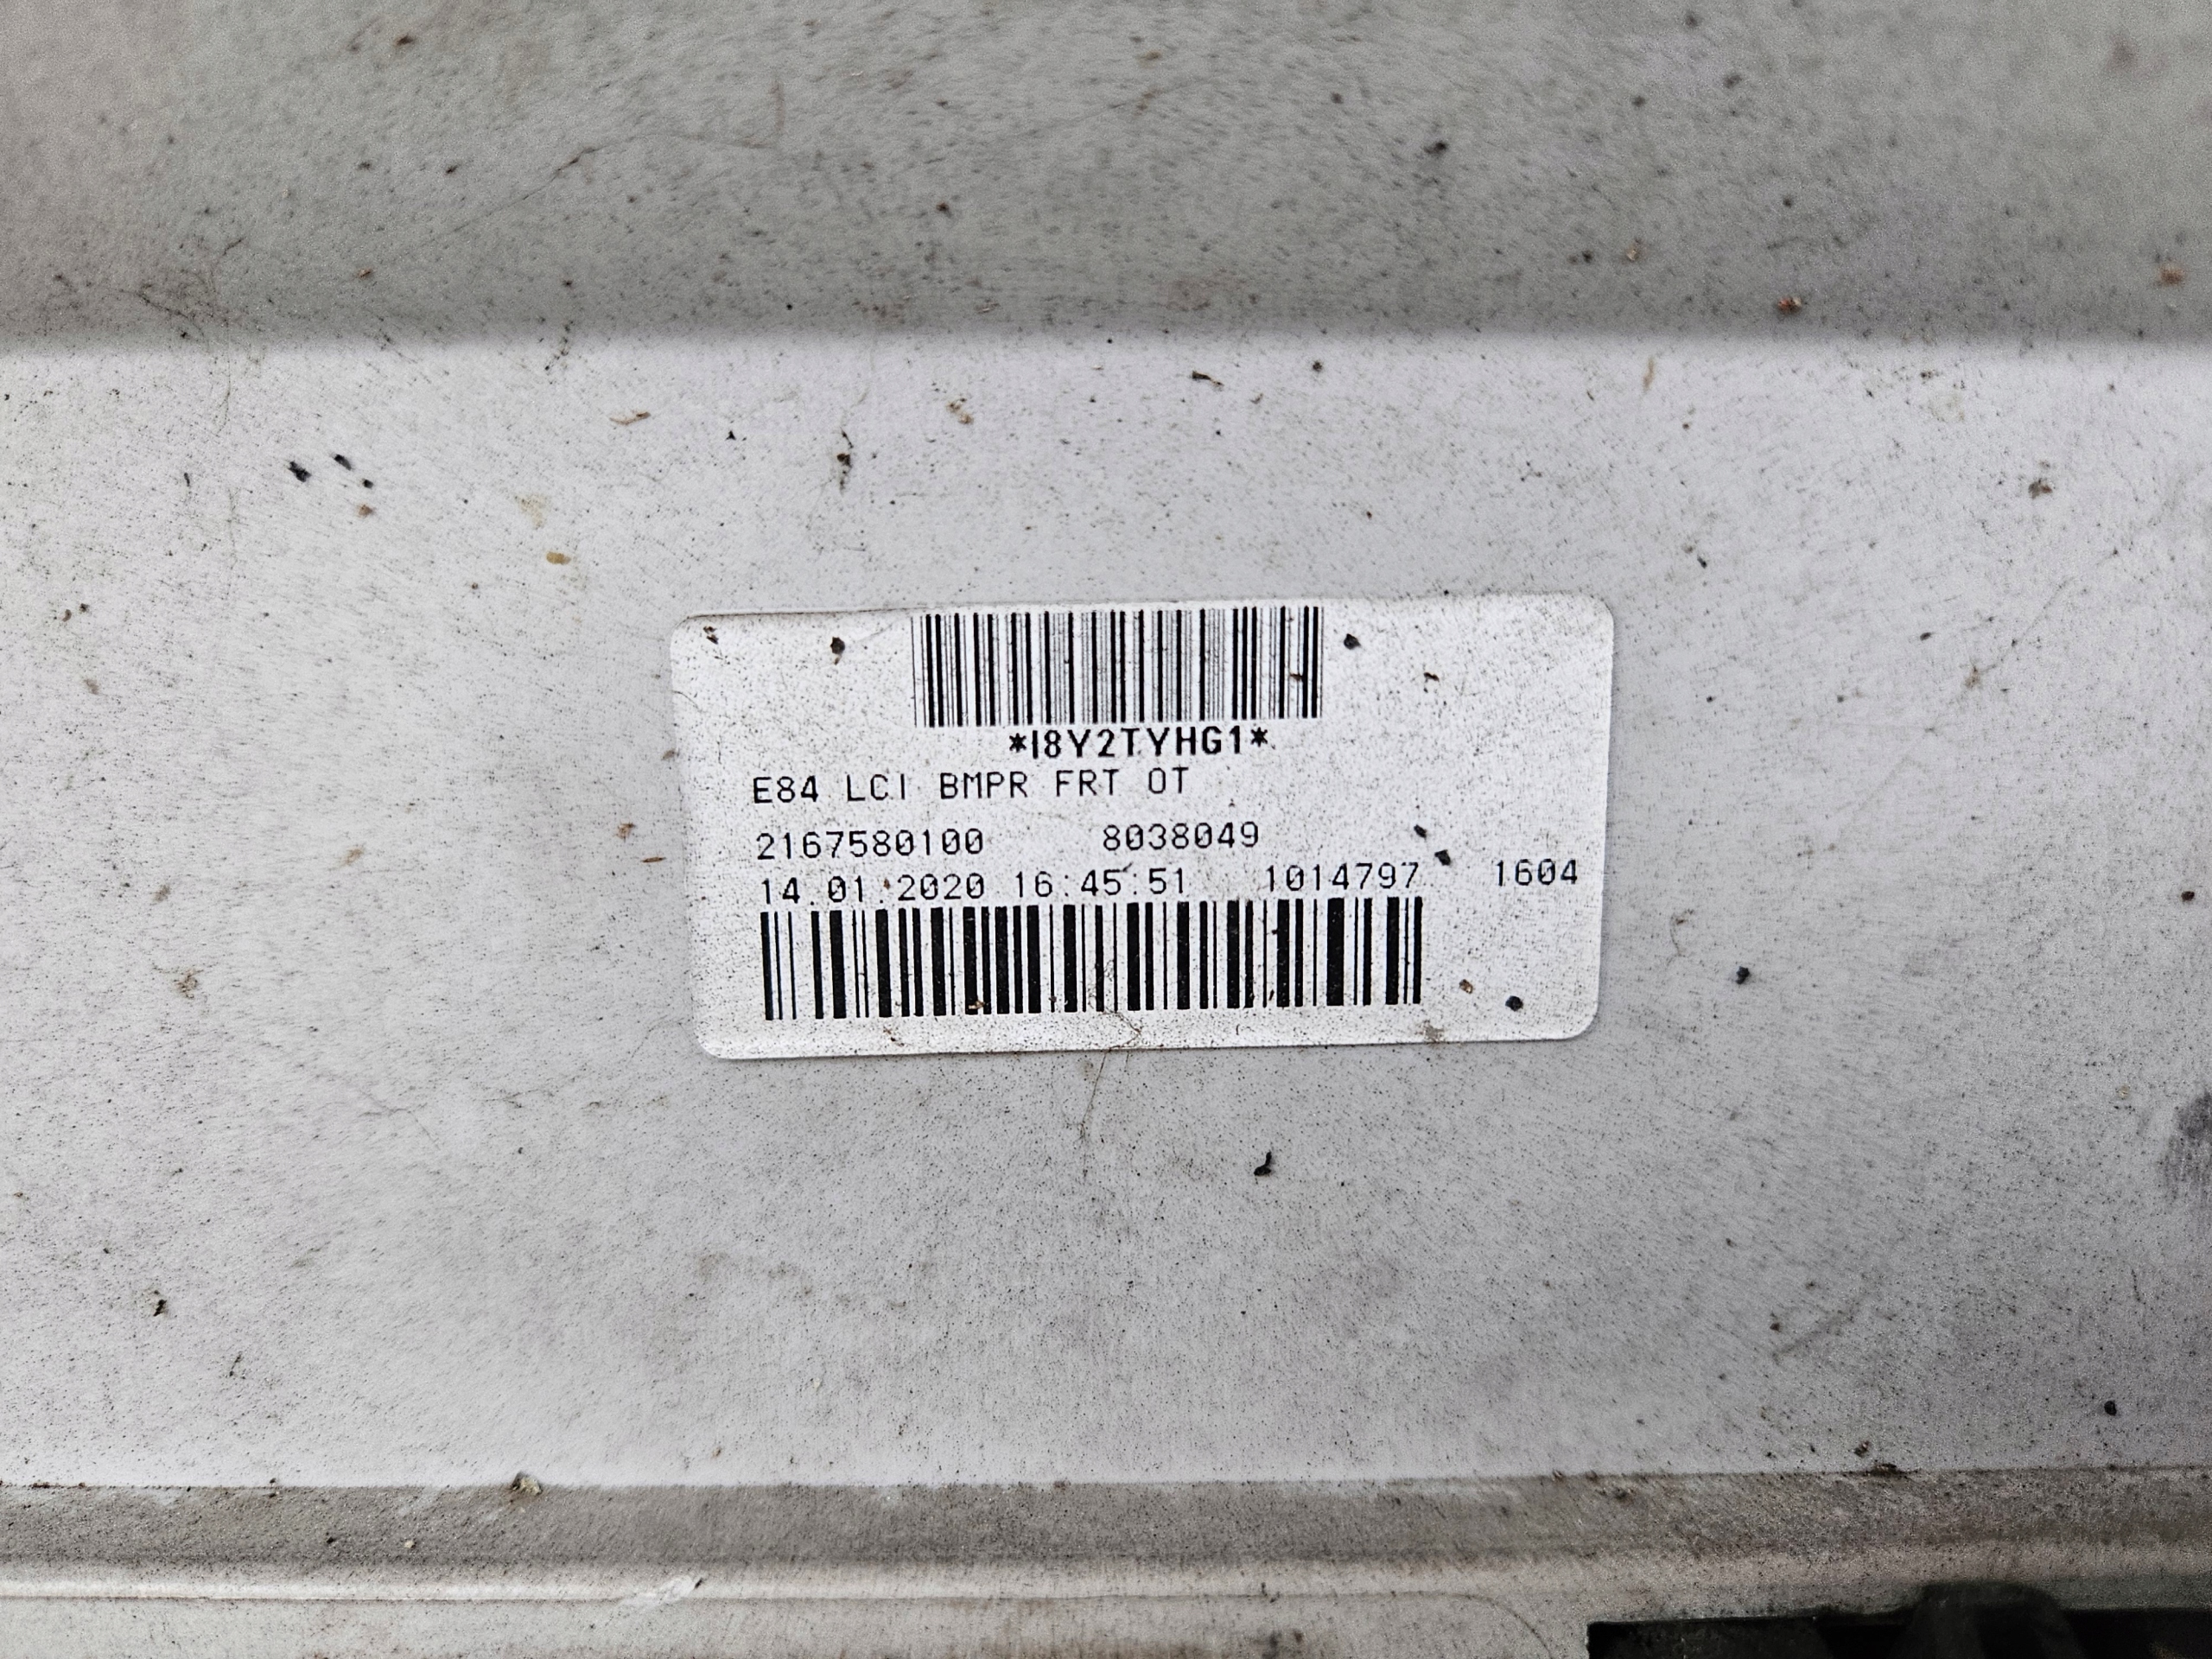 *I8Y2TYHG1*
E84 LCI BMPR FRT OT
2167580100 8038049
14.01.2020 16:45:51 1014797 1604